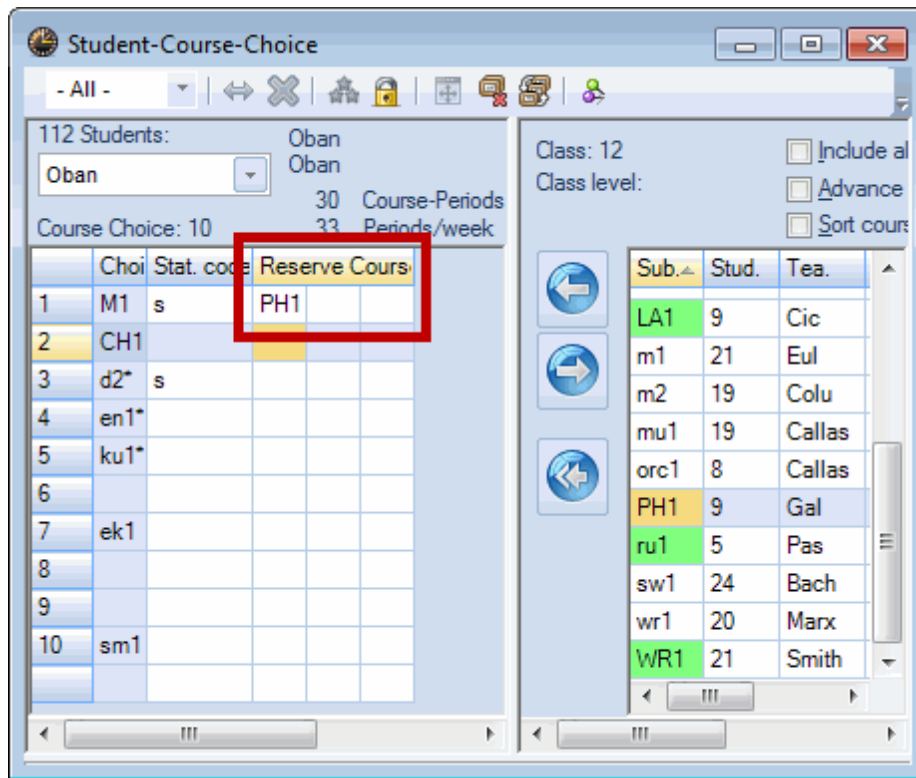 Student-Course-Choice
- All -
112 Students:
Oban
Oban
Oban
30 Course-Periods
Course Choice: 10
33 Periods/week
Class: 12
Class level:
Include al
Advance
Sort cours
Choi Stat. code Reserve Cours
1 M1 s PH1
2 CH1
3 d2* s
4 en1*
5 ku1*
6
7 ek1
8
9
10 sm1
Sub. Stud. Tea.
LA1 9 Cic
m1 21 Eul
m2 19 Colu
mu1 19 Callas
orc1 8 Callas
PH1 9 Gal
ru1 5 Pas
sw1 24 Bach
wr1 20 Marx
WR1 21 Smith